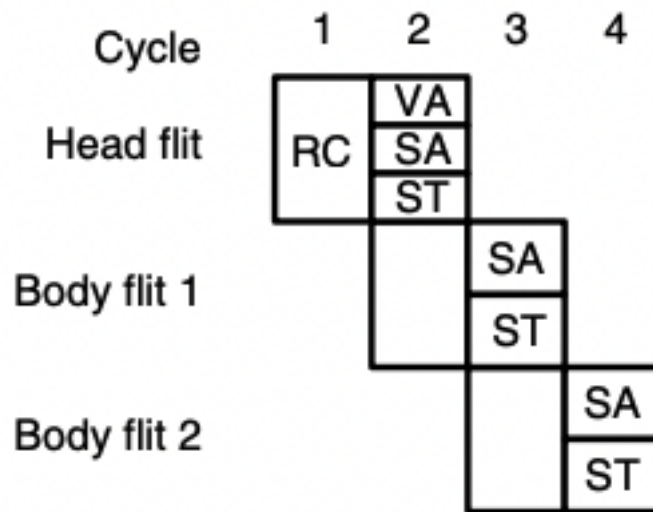 Cycle 1 2 3 4
Head flit RC VA
SA
ST
Body flit 1 SA
ST
Body flit 2 SA
ST